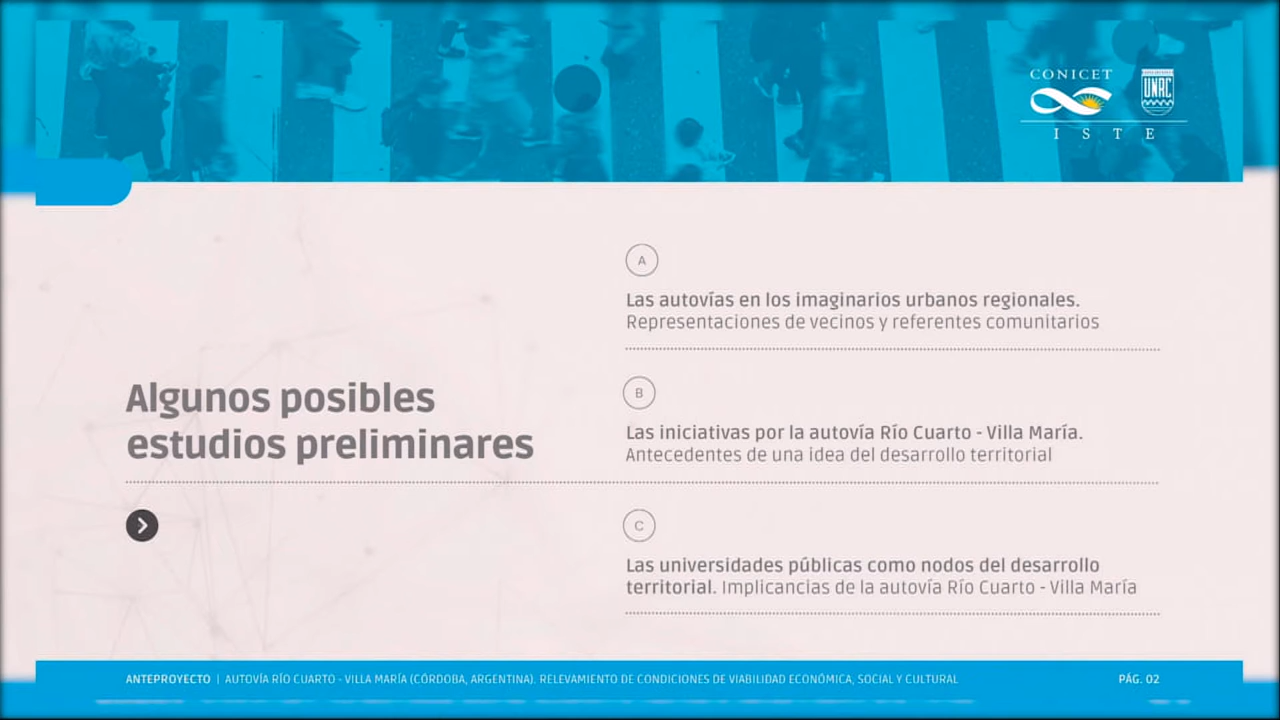 CONICET
UNRC
I S T E
Algunos posibles
estudios preliminares
A
Las autovías en los imaginarios urbanos regionales.
Representaciones de vecinos y referentes comunitarios
B
Las iniciativas por la autovía Río Cuarto - Villa María.
Antecedentes de una idea del desarrollo territorial
C
Las universidades públicas como nodos del desarrollo
territorial. Implicancias de la autovía Río Cuarto - Villa María
ANTEPROYECTO | AUTOVÍA RÍO CUARTO - VILLA MARÍA (CÓRDOBA, ARGENTINA). RELEVAMIENTO DE CONDICIONES DE VIABILIDAD ECONÓMICA, SOCIAL Y CULTURAL
PÁG. 02